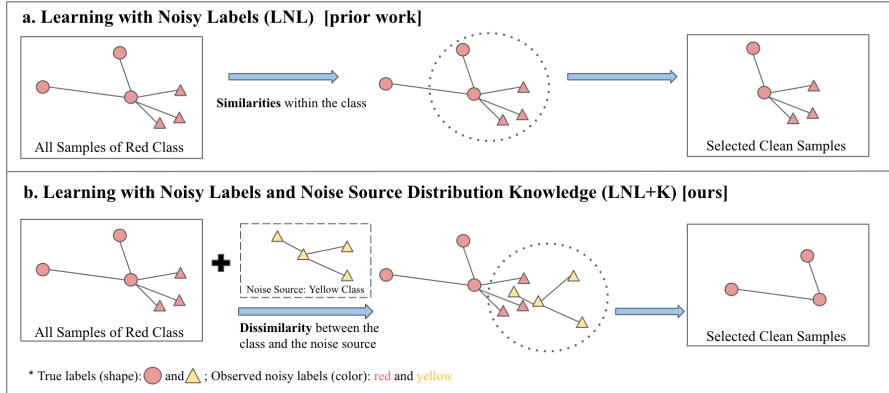 a. Learning with Noisy Labels (LNL) [prior work]
All Samples of Red Class
Similarities within the class
Selected Clean Samples
b. Learning with Noisy Labels and Noise Source Distribution Knowledge (LNL+K) [ours]
All Samples of Red Class
Noise Source: Yellow Class
Dissimilarity between the
class and the noise source
Selected Clean Samples
* True labels (shape): and ; Observed noisy labels (color): red and yellow